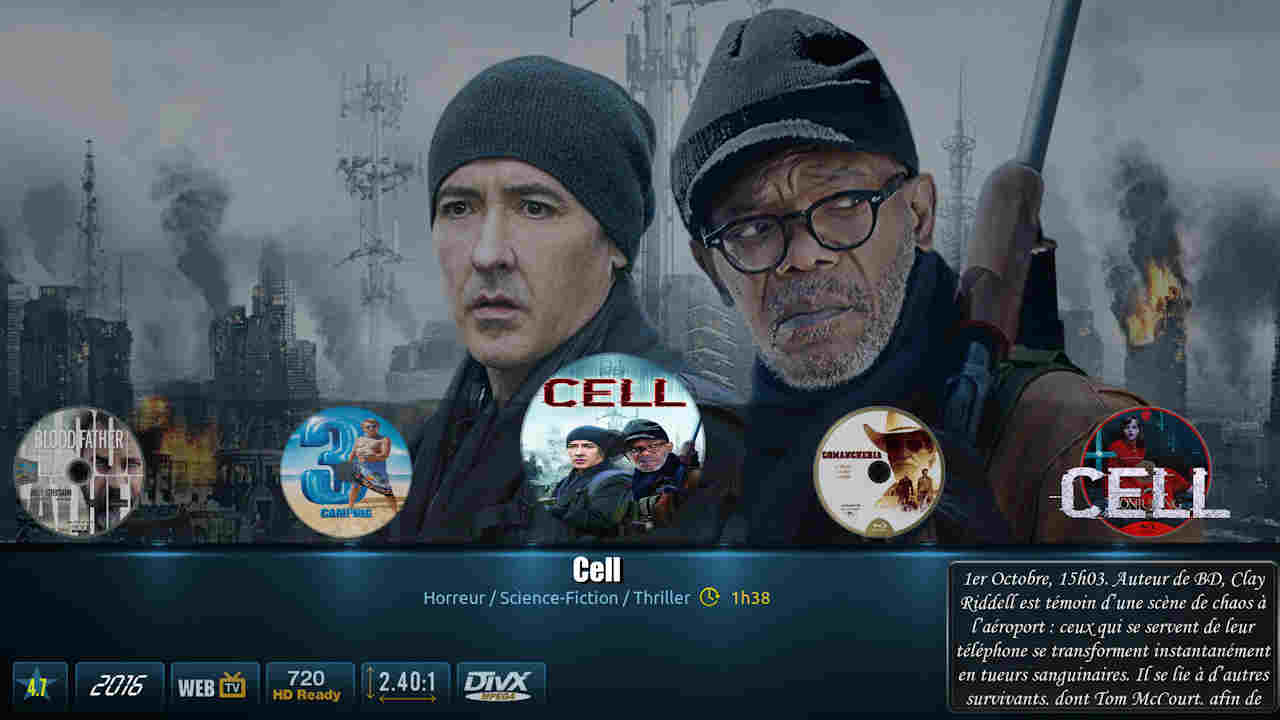 CELL
BLOOD FATHER
3
CAMPING
COMANCHERIA
CELL
Cell
Horreur / Science-Fiction / Thriller 1h38
1er Octobre, 15h03. Auteur de BD, Clay
Riddell est témoin d'une scène de chaos à
l'aéroport : ceux qui se servent de leur
téléphone se transforment instantanément
en tueurs sanguinaires. Il se lie à d'autres
survivants, dont Tom McCourt, afin de
4.7
2016
WEB TV
720
HD Ready
2.40:1
DivX
MPEG4